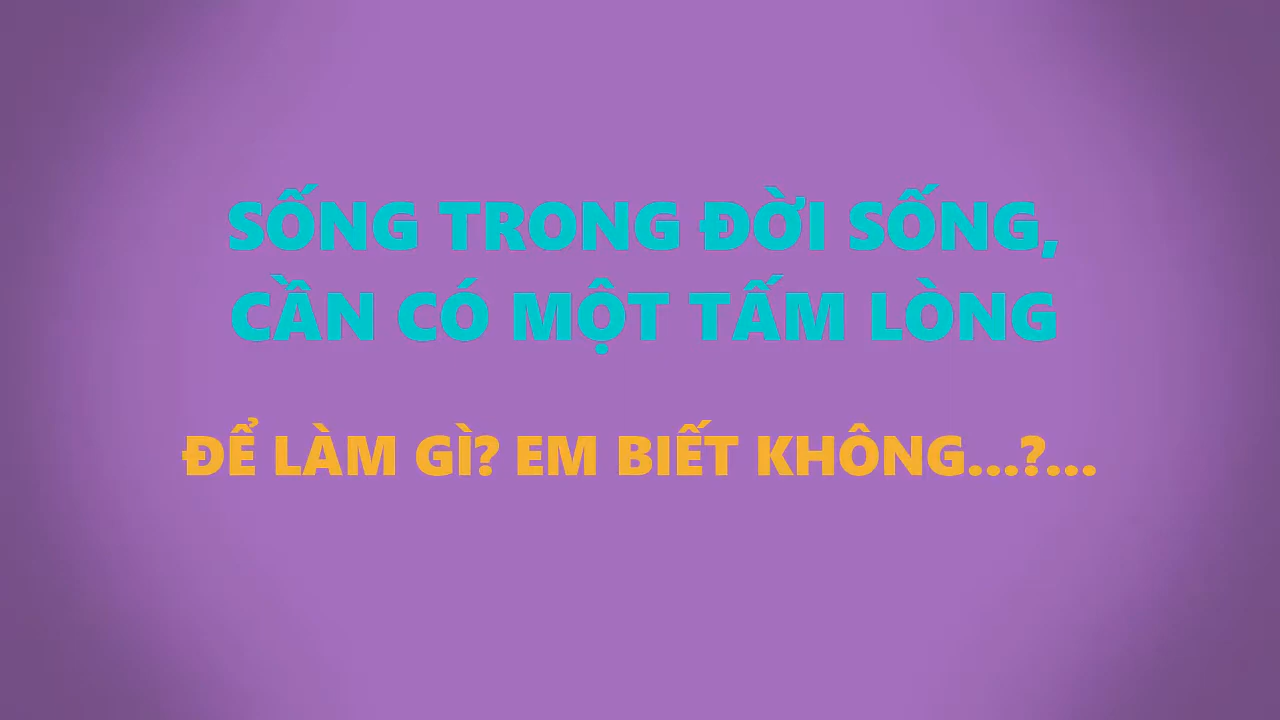 SỐNG TRONG ĐỜI SỐNG,
CẦN CÓ MỘT TẤM LÒNG
ĐỂ LÀM GÌ? EM BIẾT KHÔNG...?...